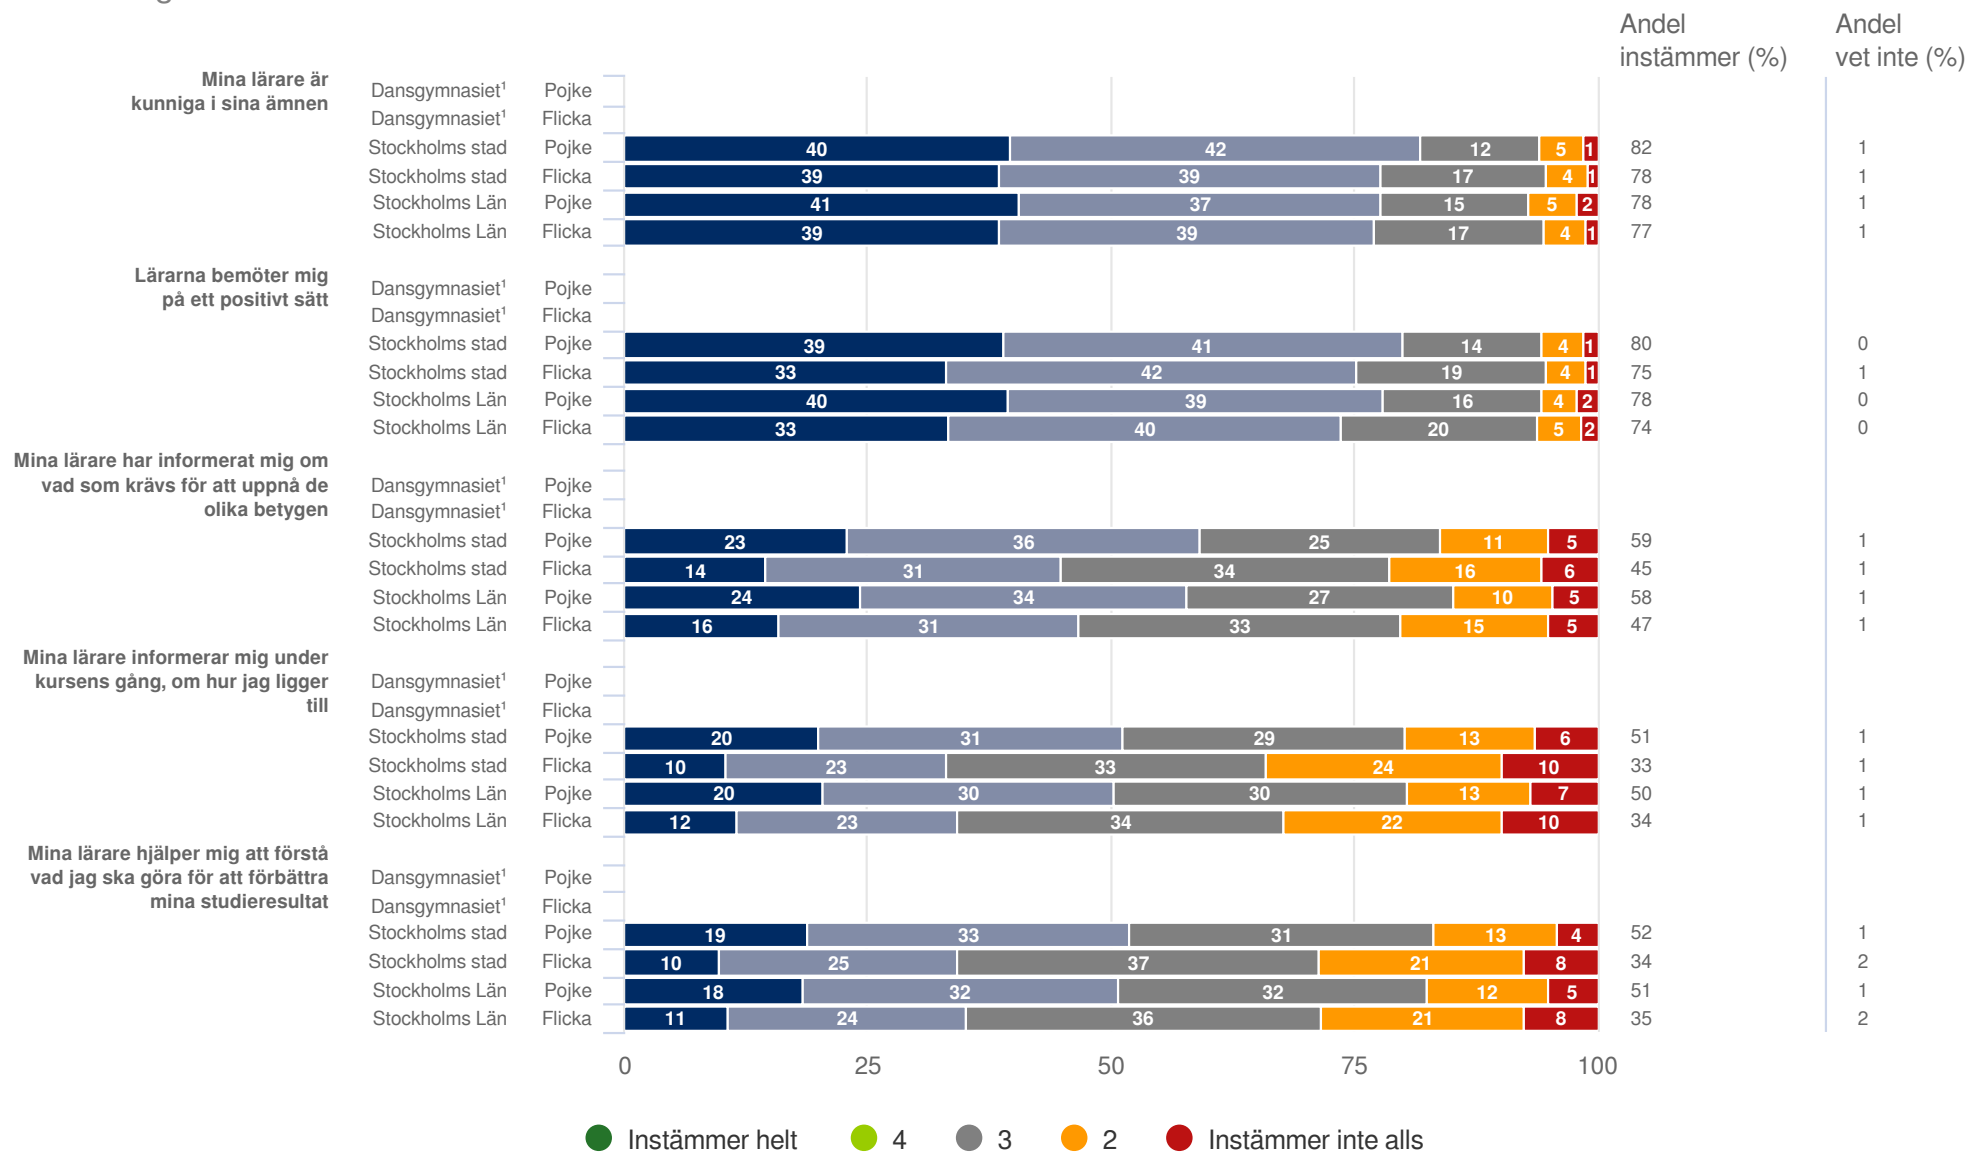 Andel
instämmer (%)
Andel
vet inte (%)
Mina lärare är
kunniga i sina ämnen
Dansgymnasiet¹ Pojke
Dansgymnasiet¹ Flicka
Stockholms stad Pojke 40 42 12 5 1 82 1
Stockholms stad Flicka 39 39 17 4 1 78 1
Stockholms Län Pojke 41 37 15 5 2 78 1
Stockholms Län Flicka 39 39 17 4 1 77 1
Lärarna bemöter mig
på ett positivt sätt
Dansgymnasiet¹ Pojke
Dansgymnasiet¹ Flicka
Stockholms stad Pojke 39 41 14 4 1 80 0
Stockholms stad Flicka 33 42 19 4 1 75 1
Stockholms Län Pojke 40 39 16 4 2 78 0
Stockholms Län Flicka 33 40 20 5 2 74 0
Mina lärare har informerat mig om
vad som krävs för att uppnå de
olika betygen
Dansgymnasiet¹ Pojke
Dansgymnasiet¹ Flicka
Stockholms stad Pojke 23 36 25 11 5 59 1
Stockholms stad Flicka 14 31 34 16 6 45 1
Stockholms Län Pojke 24 34 27 10 5 58 1
Stockholms Län Flicka 16 31 33 15 5 47 1
Mina lärare informerar mig under
kursens gång, om hur jag ligger
till
Dansgymnasiet¹ Pojke
Dansgymnasiet¹ Flicka
Stockholms stad Pojke 20 31 29 13 6 51 1
Stockholms stad Flicka 10 23 33 24 10 33 1
Stockholms Län Pojke 20 30 30 13 7 50 1
Stockholms Län Flicka 12 23 34 22 10 34 1
Mina lärare hjälper mig att förstå
vad jag ska göra för att förbättra
mina studieresultat
Dansgymnasiet¹ Pojke
Dansgymnasiet¹ Flicka
Stockholms stad Pojke 19 33 31 13 4 52 1
Stockholms stad Flicka 10 25 37 21 8 34 2
Stockholms Län Pojke 18 32 32 12 5 51 1
Stockholms Län Flicka 11 24 36 21 8 35 2
0 25 50 75 100
Instämmer helt 4 3 2 Instämmer inte alls